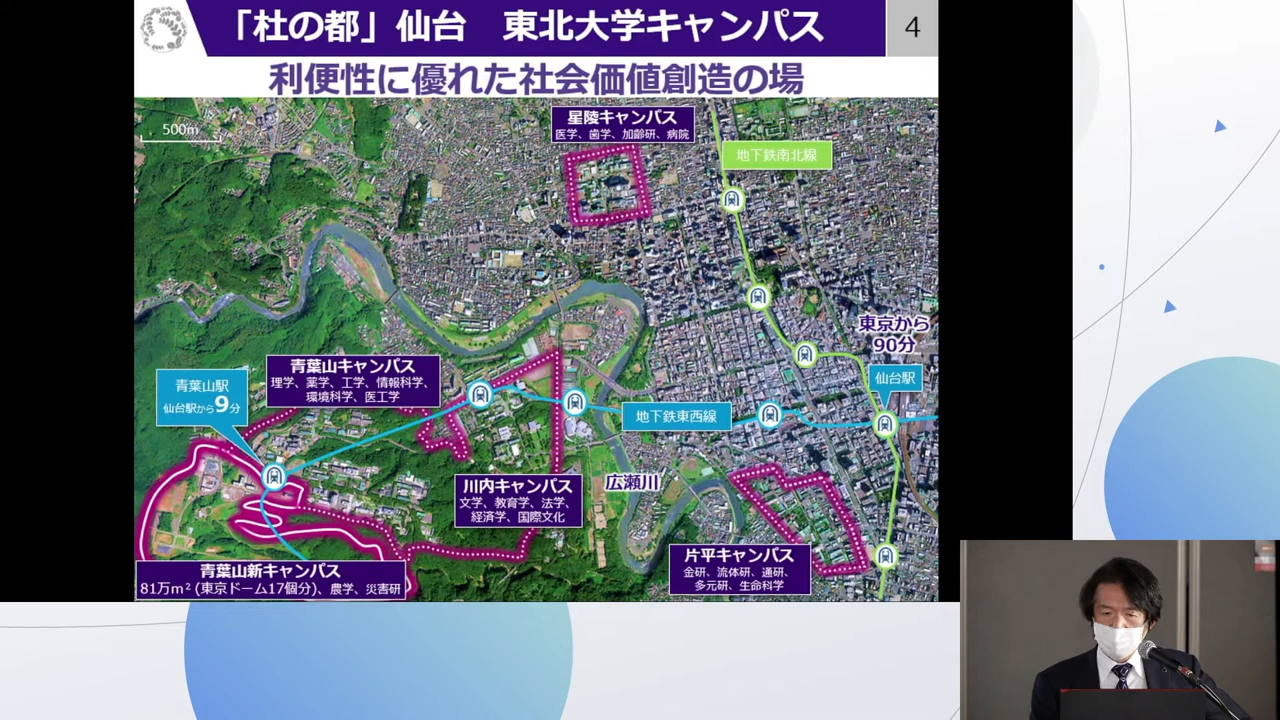 「杜の都」仙台　東北大学キャンパス
4
利便性に優れた社会価値創造の場
500m
星陵キャンパス
医学、歯学、加齢研、病院
地下鉄南北線
東京から
90分
仙台駅
青葉山キャンパス
理学、薬学、工学、情報科学、
環境科学、医工学
青葉山駅
仙台駅から9分
地下鉄東西線
川内キャンパス
文学、教育学、法学、
経済学、国際文化
広瀬川
片平キャンパス
金研、流体研、通研、
多元研、生命科学
青葉山新キャンパス
81万m²(東京ドーム17個分)、農学、災害研